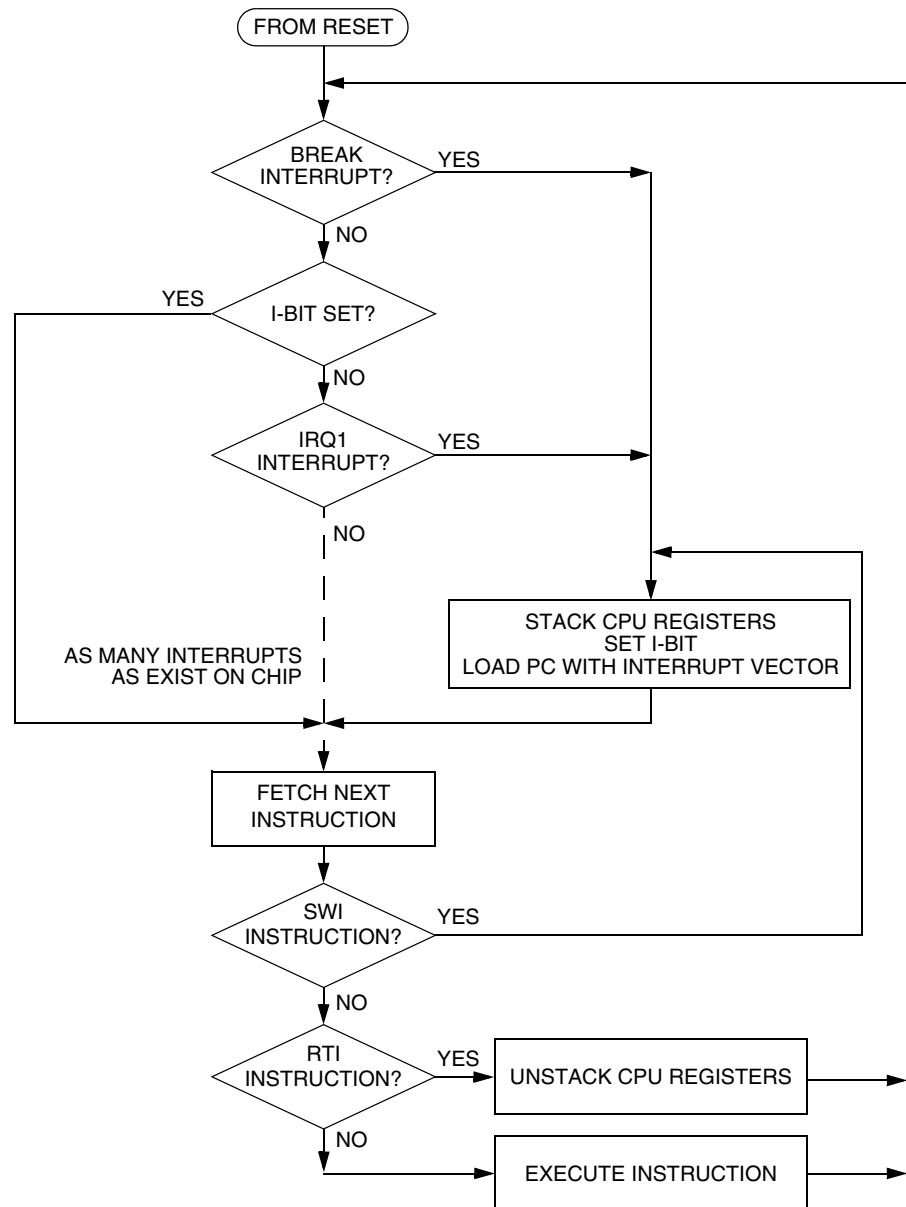 FROM RESET
BREAK
INTERRUPT?
YES
NO
YES
I-BIT SET?
NO
IRQ1
INTERRUPT?
YES
NO
STACK CPU REGISTERS
SET I-BIT
LOAD PC WITH INTERRUPT VECTOR
AS MANY INTERRUPTS
AS EXIST ON CHIP
FETCH NEXT
INSTRUCTION
SWI
INSTRUCTION?
YES
NO
RTI
INSTRUCTION?
YES
UNSTACK CPU REGISTERS
NO
EXECUTE INSTRUCTION